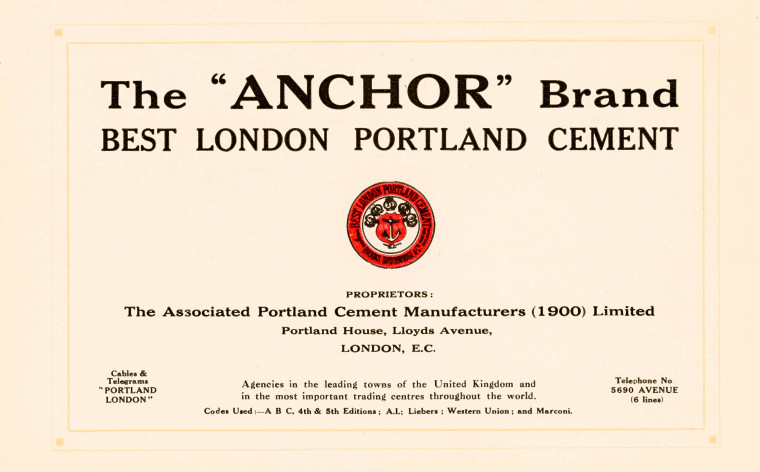 The "ANCHOR" Brand
BEST LONDON PORTLAND CEMENT
BEST LONDON PORTLAND CEMENT
PROPRIETORS:
The Associated Portland Cement Manufacturers (1900) Limited
Portland House, Lloyds Avenue,
LONDON, E.C.
Cables &
Telegrams
"PORTLAND
LONDON"
Agencies in the leading towns of the United Kingdom and
in the most important trading centres throughout the world.
Codes Used :—A B C, 4th & 5th Editions; A.I.; Liebers; Western Union; and Marconi.
Telephone No
5690 AVENUE
(6 lines)